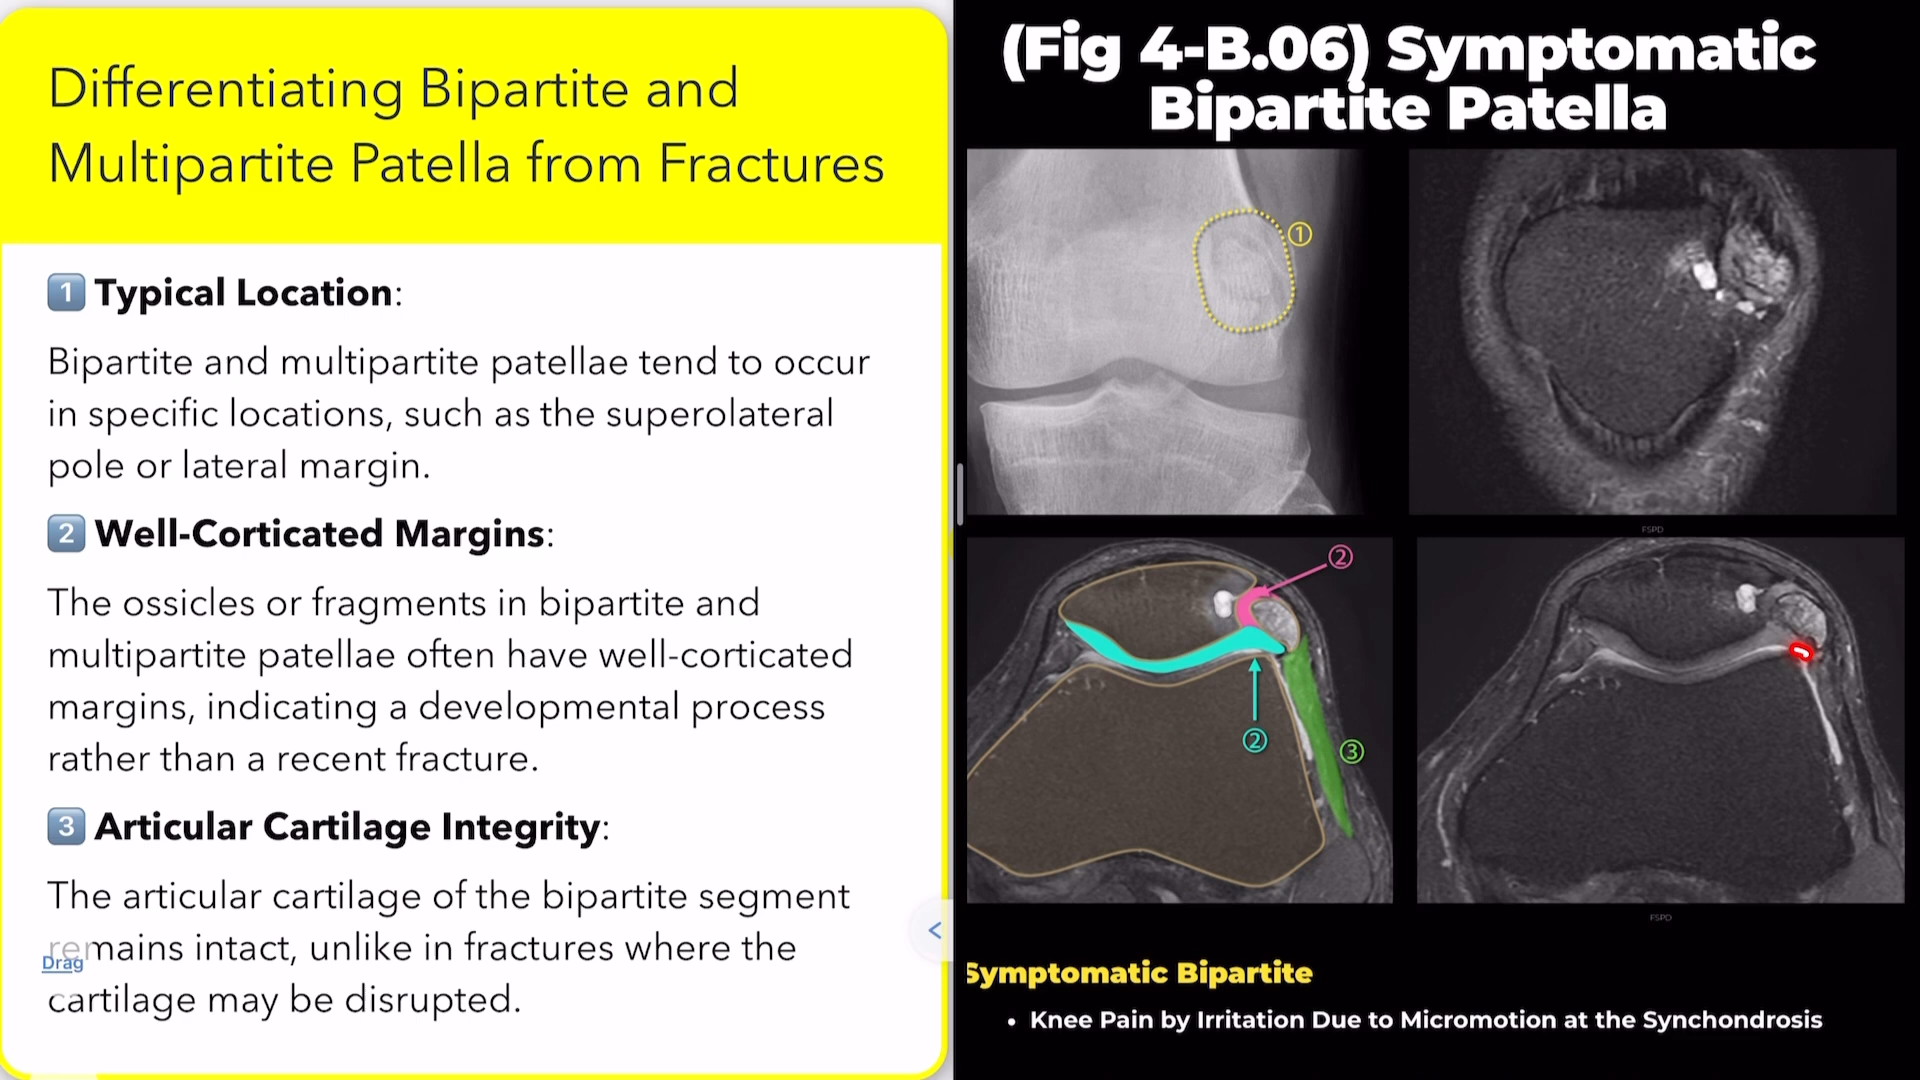 Differentiating Bipartite and
Multipartite Patella from Fractures
1 Typical Location:
Bipartite and multipartite patellae tend to occur
in specific locations, such as the superolateral
pole or lateral margin.
2 Well-Corticated Margins:
The ossicles or fragments in bipartite and
multipartite patellae often have well-corticated
margins, indicating a developmental process
rather than a recent fracture.
3 Articular Cartilage Integrity:
The articular cartilage of the bipartite segment
remains intact, unlike in fractures where the
Drag
cartilage may be disrupted.
<
(Fig 4-B.06) Symptomatic
Bipartite Patella
①
FSPD
②
②
③
FSPD
Symptomatic Bipartite
• Knee Pain by Irritation Due to Micromotion at the Synchondrosis